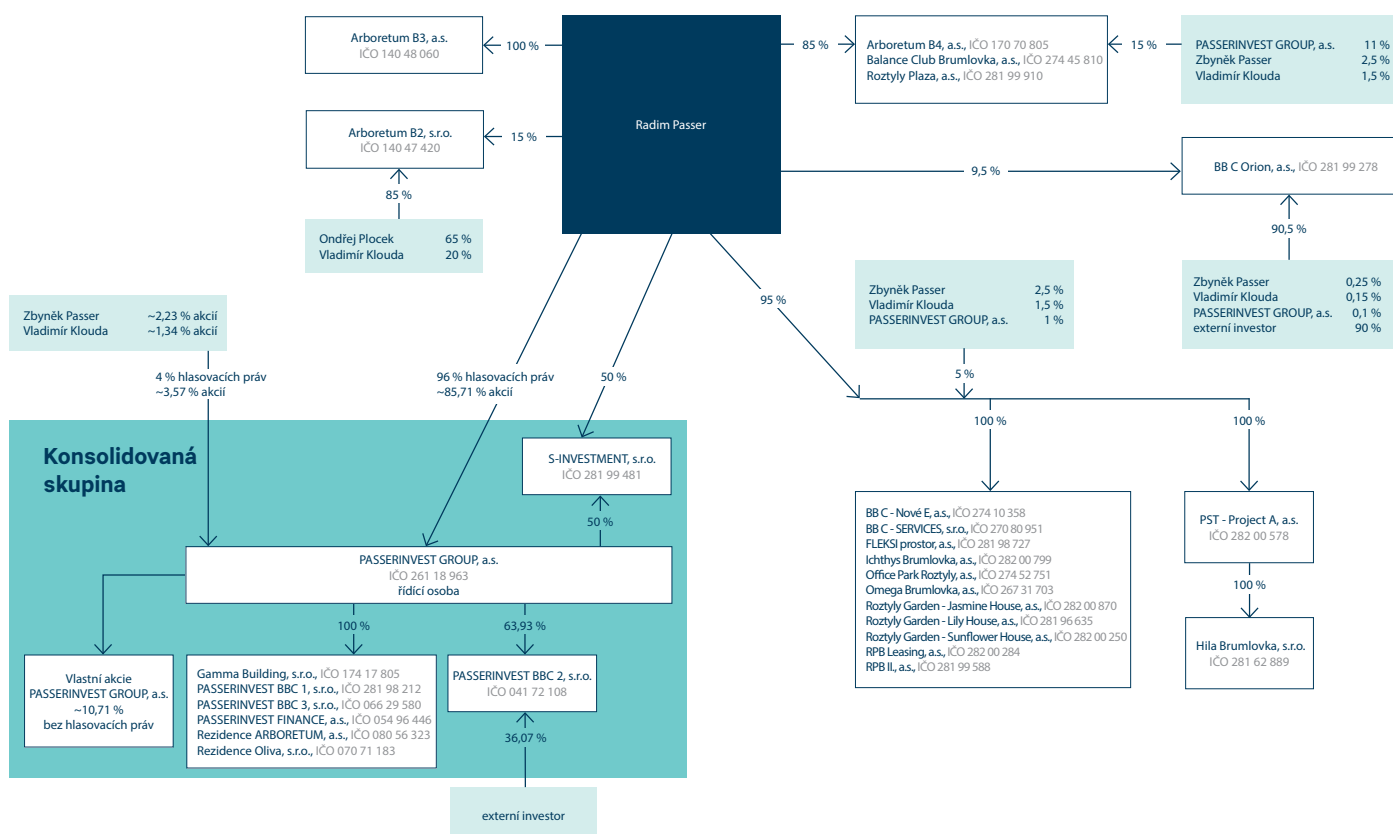 Arboretum B3, a.s.
IČO 140 48 060
100 %
Radim Passer
85 %
Arboretum B4, a.s., IČO 170 70 805
Balance Club Brumlovka, a.s., IČO 274 45 810
Roztyly Plaza, a.s., IČO 281 99 910
15 %
PASSERINVEST GROUP, a.s. 11 %
Zbyněk Passer 2,5 %
Vladimír Klouda 1,5 %
Arboretum B2, s.r.o.
IČO 140 47 420
15 %
85 %
Ondřej Plocek 65 %
Vladimír Klouda 20 %
9,5 %
BB C Orion, a.s., IČO 281 99 278
90,5 %
Zbyněk Passer 0,25 %
Vladimír Klouda 0,15 %
PASSERINVEST GROUP, a.s. 0,1 %
externí investor 90 %
Zbyněk Passer 2,5 %
Vladimír Klouda 1,5 %
PASSERINVEST GROUP, a.s. 1 %
95 %
5 %
Zbyněk Passer ~2,23 % akcií
Vladimír Klouda ~1,34 % akcií
4 % hlasovacích práv
~3,57 % akcií
96 % hlasovacích práv
~85,71 % akcií
50 %
100 %
100 %
Konsolidovaná
skupina
S-INVESTMENT, s.r.o.
IČO 281 99 481
50 %
PASSERINVEST GROUP, a.s.
IČO 261 18 963
řídící osoba
100 %
63,93 %
Vlastní akcie
PASSERINVEST GROUP, a.s.
~10,71 %
bez hlasovacích práv
Gamma Building, s.r.o., IČO 174 17 805
PASSERINVEST BBC 1, s.r.o., IČO 281 98 212
PASSERINVEST BBC 3, s.r.o., IČO 066 29 580
PASSERINVEST FINANCE, a.s., IČO 054 96 446
Rezidence ARBORETUM, a.s., IČO 080 56 323
Rezidence Oliva, s.r.o., IČO 070 71 183
PASSERINVEST BBC 2, s.r.o.
IČO 041 72 108
36,07 %
externí investor
BB C - Nové E, a.s., IČO 274 10 358
BB C - SERVICES, s.r.o., IČO 270 80 951
FLEKSI prostor, a.s., IČO 281 98 727
Ichthys Brumlovka, a.s., IČO 282 00 799
Office Park Roztyly, a.s., IČO 274 52 751
Omega Brumlovka, a.s., IČO 267 31 703
Roztyly Garden - Jasmine House, a.s., IČO 282 00 870
Roztyly Garden - Lily House, a.s., IČO 281 96 635
Roztyly Garden - Sunflower House, a.s., IČO 282 00 250
RPB Leasing, a.s., IČO 282 00 284
RPB II., a.s., IČO 281 99 588
PST - Project A, a.s.
IČO 282 00 578
100 %
Hila Brumlovka, s.r.o.
IČO 281 62 889